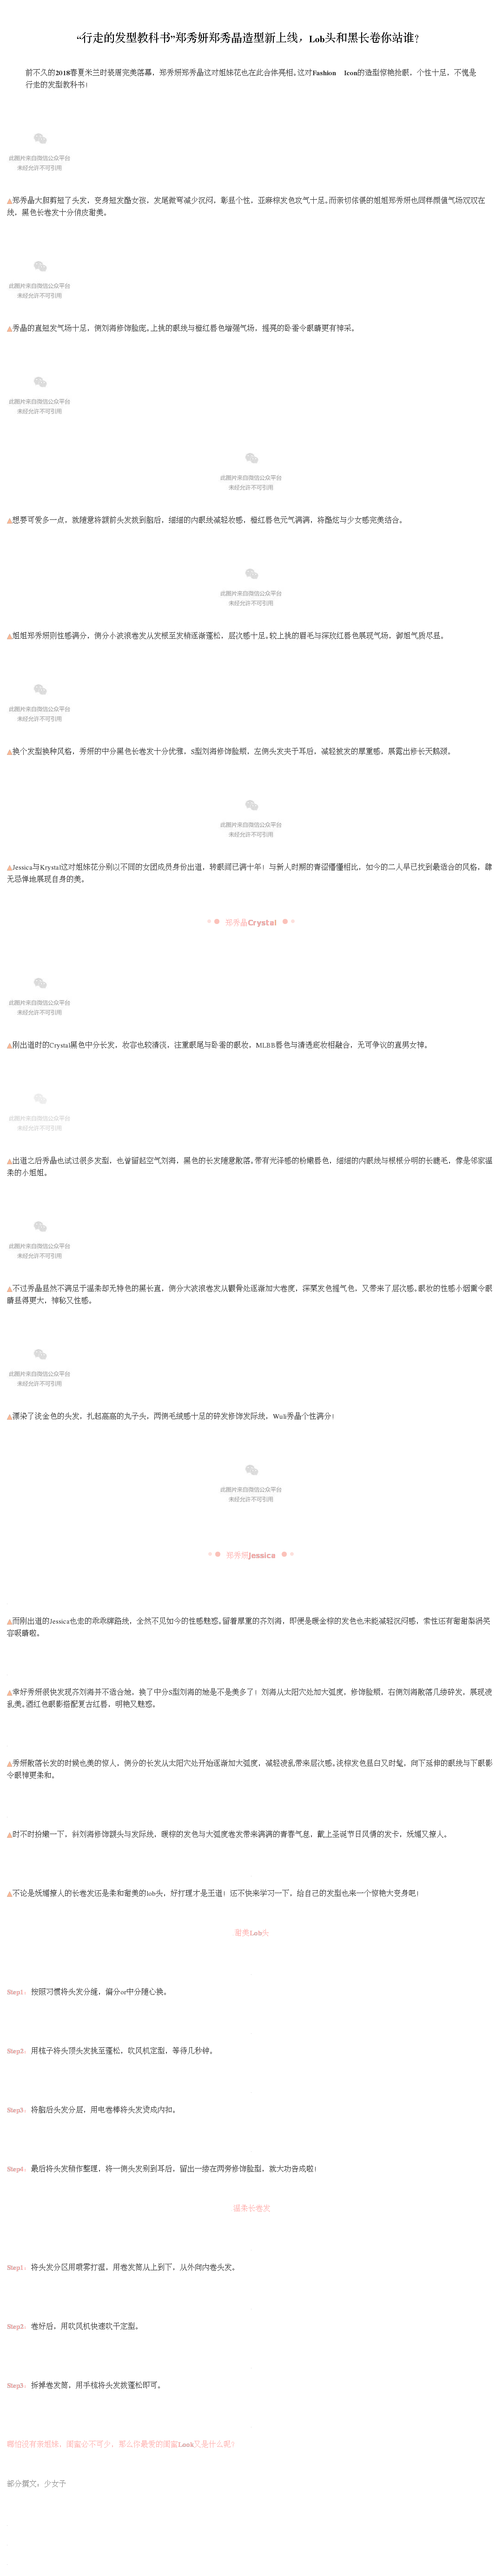 “行走的发型教科书”郑秀妍郑秀晶造型新上线，Lob头和黑长卷你站谁？
前不久的2018春夏米兰时装周完美落幕，郑秀妍郑秀晶这对姐妹花也在此合体亮相。这对Fashion Icon的造型惊艳抢眼，个性十足，不愧是
行走的发型教科书！
此图片来自微信公众平台
未经允许不可引用
▲郑秀晶大胆剪短了头发，变身短发酷女孩，发尾微弯减少沉闷，彰显个性，亚麻棕发色攻气十足。而亲切依偎的姐姐郑秀妍也同样颜值气场双双在
线，黑色长卷发十分俏皮甜美。
此图片来自微信公众平台
未经允许不可引用
▲秀晶的直短发气场十足，侧刘海修饰脸庞。上挑的眼线与橙红唇色增强气场，提亮的卧蚕令眼睛更有神采。
此图片来自微信公众平台
未经允许不可引用
此图片来自微信公众平台
未经允许不可引用
▲想要可爱多一点，就随意将额前头发拨到脑后，细细的内眼线减轻妆感，橙红唇色元气满满，将酷炫与少女感完美结合。
此图片来自微信公众平台
未经允许不可引用
▲姐姐郑秀妍则性感满分，侧分小波浪卷发从发根至发梢逐渐蓬松，层次感十足。较上挑的眉毛与深玫红唇色展现气场，御姐气质尽显。
此图片来自微信公众平台
未经允许不可引用
▲换个发型换种风格，秀妍的中分黑色长卷发十分优雅，S型刘海修饰脸颊，左侧头发夹于耳后，减轻披发的厚重感，展露出修长天鹅颈。
此图片来自微信公众平台
未经允许不可引用
▲Jessica与Krystal这对姐妹花分别以不同的女团成员身份出道，转眼间已满十年！与新人时期的青涩懵懂相比，如今的二人早已找到最适合的风格，肆
无忌惮地展现自身的美。
郑秀晶Crystal
此图片来自微信公众平台
未经允许不可引用
▲刚出道时的Crystal黑色中分长发，妆容也较清淡，注重眼尾与卧蚕的眼妆，MLBB唇色与清透底妆相融合，无可争议的直男女神。
此图片来自微信公众平台
未经允许不可引用
▲出道之后秀晶也试过很多发型，也曾留起空气刘海，黑色的长发随意散落。带有光泽感的粉嫩唇色，细细的内眼线与根根分明的长睫毛，像是邻家温
柔的小姐姐。
此图片来自微信公众平台
未经允许不可引用
▲不过秀晶显然不满足于温柔却无特色的黑长直，侧分大波浪卷发从颧骨处逐渐加大卷度，深栗发色提气色，又带来了层次感。眼妆的性感小烟熏令眼
睛显得更大，神秘又性感。
此图片来自微信公众平台
未经允许不可引用
▲漂染了浅金色的头发，扎起高高的丸子头，两侧毛绒感十足的碎发修饰发际线，Wuli秀晶个性满分！
此图片来自微信公众平台
未经允许不可引用
郑秀妍Jessica
▲而刚出道的Jessica也走的乖乖牌路线，全然不见如今的性感魅惑。留着厚重的齐刘海，即便是暖金棕的发色也未能减轻沉闷感，索性还有甜甜梨涡笑
容吸睛啦。
▲幸好秀妍很快发现齐刘海并不适合她，换了中分S型刘海的她是不是美多了！刘海从太阳穴处加大弧度，修饰脸颊，右侧刘海散落几绺碎发，展现凌
乱美。酒红色眼影搭配复古红唇，明艳又魅惑。
▲秀妍散落长发的时候也美的惊人，侧分的长发从太阳穴处开始逐渐加大弧度，减轻凌乱带来层次感。浅棕发色显白又时髦，向下延伸的眼线与下眼影
令眼神更柔和。
▲时不时扮嫩一下，斜刘海修饰额头与发际线，暖棕的发色与大弧度卷发带来满满的青春气息，戴上圣诞节日风情的发卡，妩媚又撩人。
▲不论是妩媚撩人的长卷发还是柔和甜美的lob头，好打理才是王道！还不快来学习一下，给自己的发型也来一个惊艳大变身吧！
甜美Lob头
Step1：按照习惯将头发分缝，偏分or中分随心换。
Step2：用梳子将头顶头发挑至蓬松，吹风机定型，等待几秒钟。
Step3：将脑后头发分层，用电卷棒将头发烫成内扣。
Step4：最后将头发稍作整理，将一侧头发别到耳后，留出一绺在两旁修饰脸型，就大功告成啦！
温柔长卷发
Step1：将头发分区用喷雾打湿，用卷发筒从上到下，从外向内卷头发。
Step2：卷好后，用吹风机快速吹干定型。
Step3：拆掉卷发筒，用手梳将头发拨蓬松即可。
哪怕没有亲姐妹，闺蜜必不可少，那么你最爱的闺蜜Look又是什么呢！
部分撰文：少女予